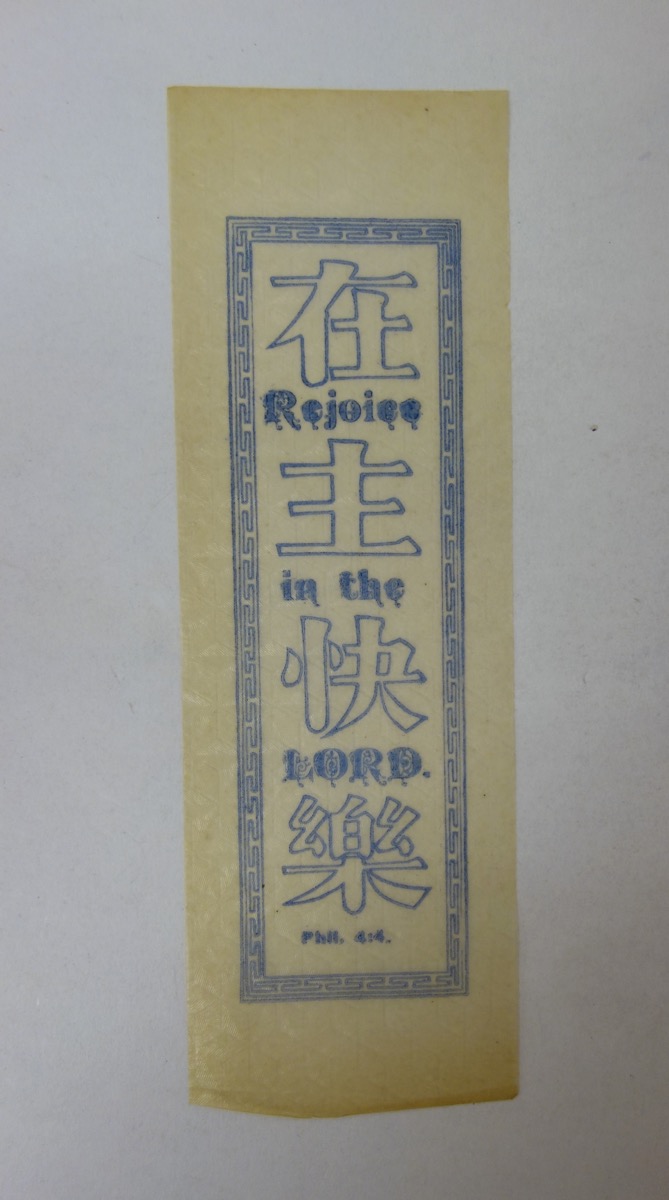 在
Rejoice
主
in the
快
LORD.
樂
Phil. 4:4.